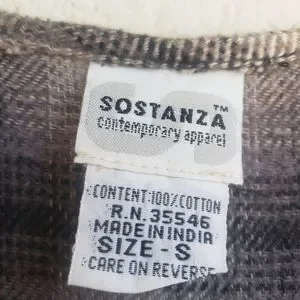 SOSTANZA™
contemporary apparel
CONTENT:100%COTTON
R.N.35546
MADE IN INDIA
SIZE-S
CARE ON REVERSE